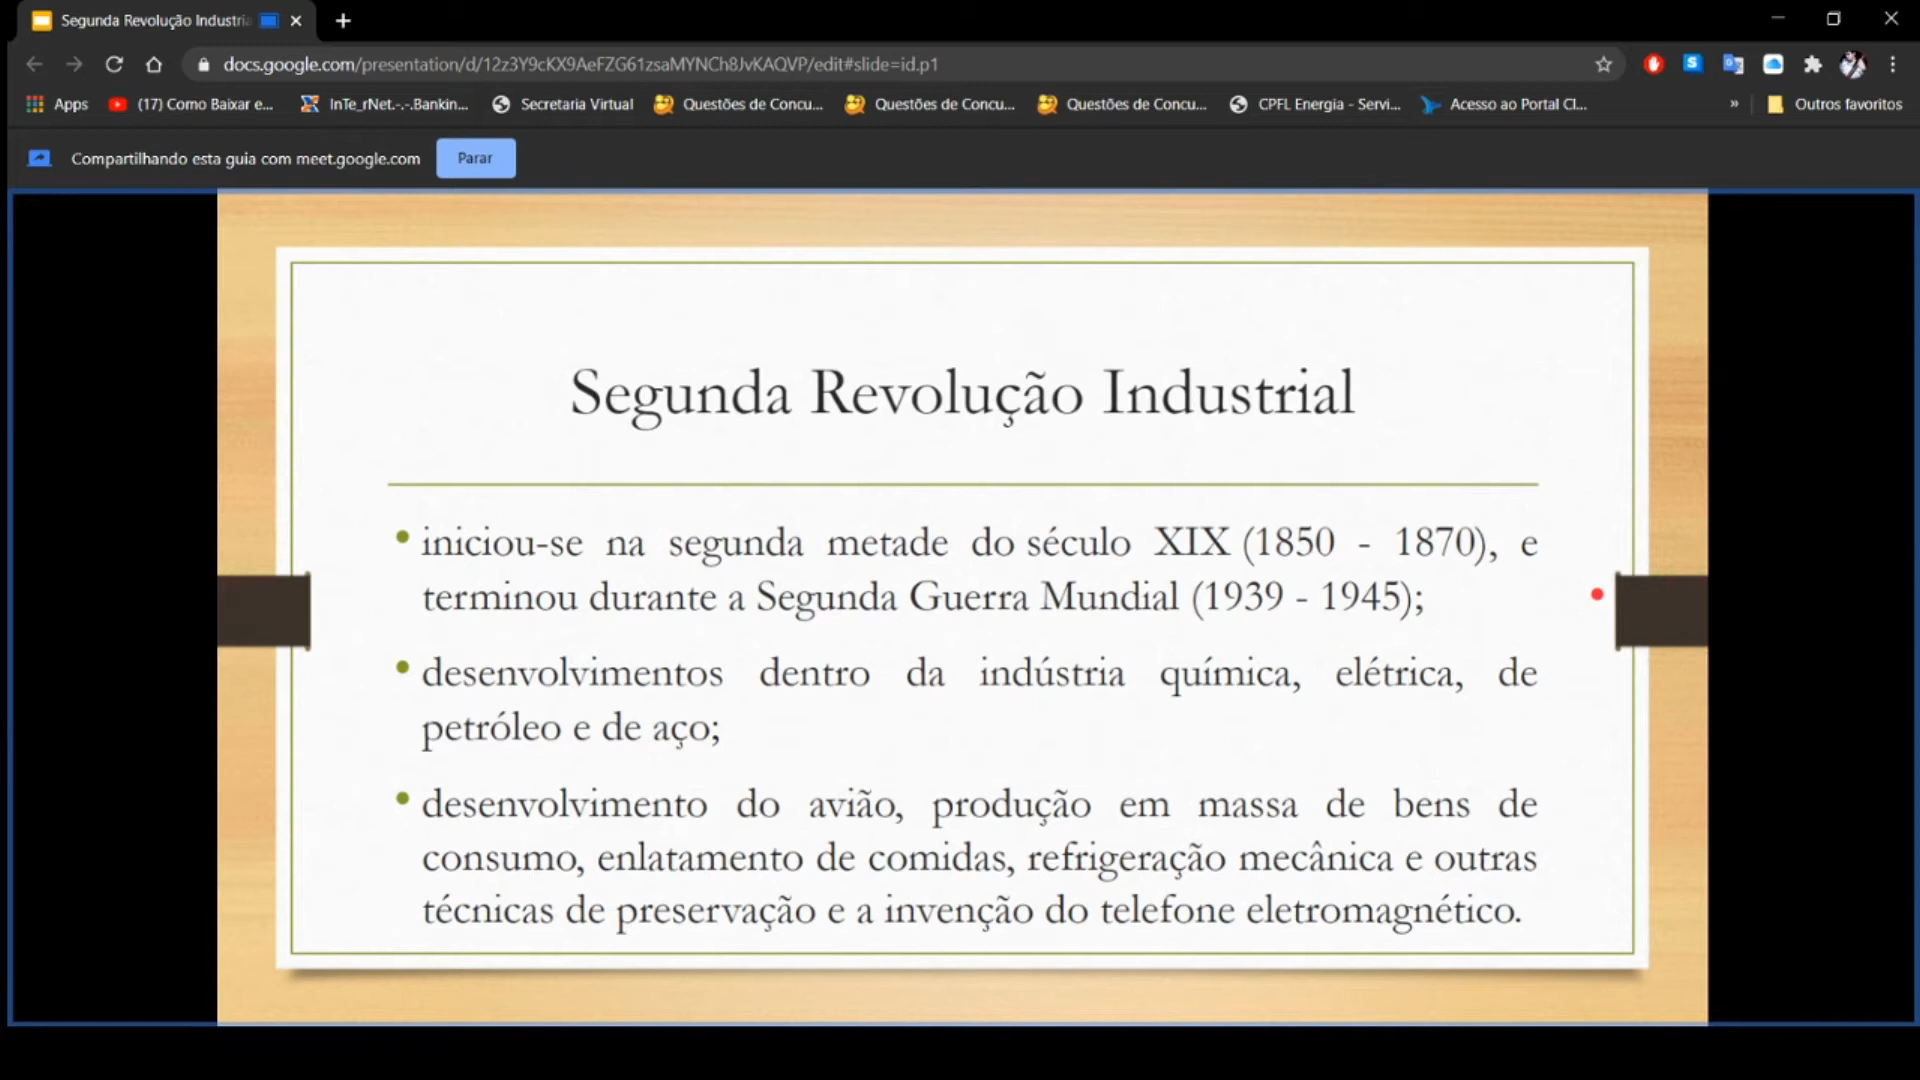 Segunda Revolução Industria
docs.google.com/presentation/d/12z3Y9cKX9AeFZG61zsaMYNCh8JvKAQVP/edit#slide=id.p1
Apps (17) Como Baixar e... InTe_rNet.-.-.Bankin... Secretaria Virtual Questões de Concu... Questões de Concu... Questões de Concu... CPFL Energia - Servi... Acesso ao Portal Cl... » Outros favoritos
Compartilhando esta guia com meet.google.com Parar
Segunda Revolução Industrial
• iniciou-se na segunda metade do século XIX (1850 - 1870), e
terminou durante a Segunda Guerra Mundial (1939 - 1945);
• desenvolvimentos dentro da indústria química, elétrica, de
petróleo e de aço;
• desenvolvimento do avião, produção em massa de bens de
consumo, enlatamento de comidas, refrigeração mecânica e outras
técnicas de preservação e a invenção do telefone eletromagnético.